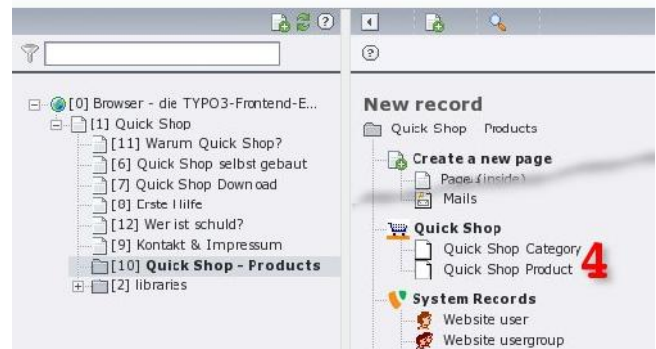 [0] Browser - die TYPO3-Frontend-E...
[1] Quick Shop
[11] Warum Quick Shop?
[6] Quick Shop selbst gebaut
[7] Quick Shop Download
[8] Erste Hilfe
[12] Wer ist schuld?
[9] Kontakt & Impressum
[10] Quick Shop - Products
[2] libraries
New record
Quick Shop Products
Create a new page
Page (inside)
Mails
Quick Shop
Quick Shop Category
Quick Shop Product
4
System Records
Website user
Website usergroup